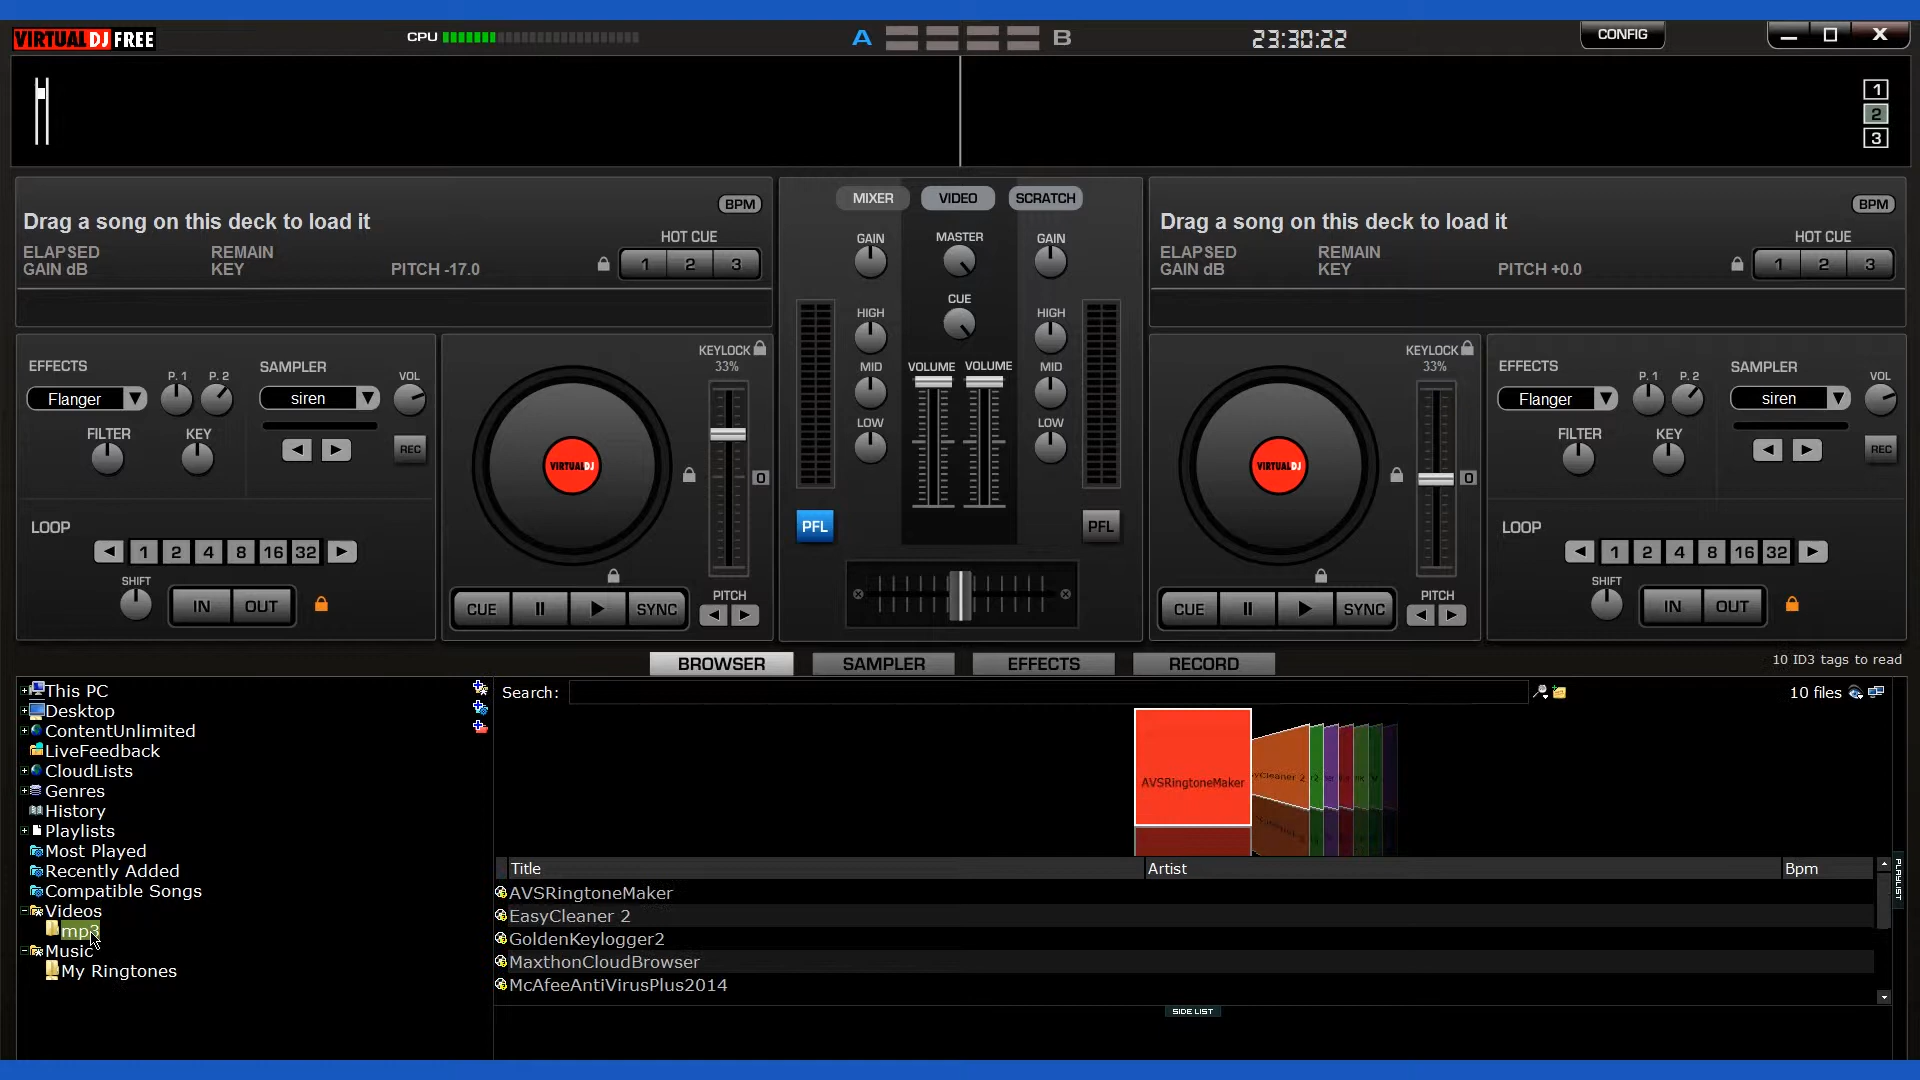 VIRTUALDJ FREE
CPU
A B
23:30:22
CONFIG
X
1
2
3
Drag a song on this deck to load it
BPM
ELAPSED REMAIN
GAIN dB KEY PITCH -17.0
HOT CUE
1 2 3
MIXER VIDEO SCRATCH
GAIN MASTER GAIN
CUE
HIGH HIGH
VOLUME VOLUME
MID MID
LOW LOW
PFL PFL
Drag a song on this deck to load it
BPM
ELAPSED REMAIN
GAIN dB KEY PITCH +0.0
HOT CUE
1 2 3
EFFECTS P. 1 P. 2
Flanger
FILTER KEY
SAMPLER VOL
siren
REC
LOOP
1 2 4 8 16 32
SHIFT
IN OUT
KEYLOCK
33%
VIRTUALDJ
0
CUE SYNC
PITCH
KEYLOCK
33%
VIRTUALDJ
0
CUE SYNC
PITCH
EFFECTS P. 1 P. 2
Flanger
FILTER KEY
SAMPLER VOL
siren
REC
LOOP
1 2 4 8 16 32
SHIFT
IN OUT
BROWSER SAMPLER EFFECTS RECORD
10 ID3 tags to read
This PC
Desktop
ContentUnlimited
LiveFeedback
CloudLists
Genres
History
Playlists
Most Played
Recently Added
Compatible Songs
Videos
mp3
Music
My Ringtones
Search:
10 files
AVSRingtoneMaker
Title Artist Bpm
AVSRingtoneMaker
EasyCleaner 2
GoldenKeylogger2
MaxthonCloudBrowser
McAfeeAntiVirusPlus2014
PLAYLIST
SIDE LIST